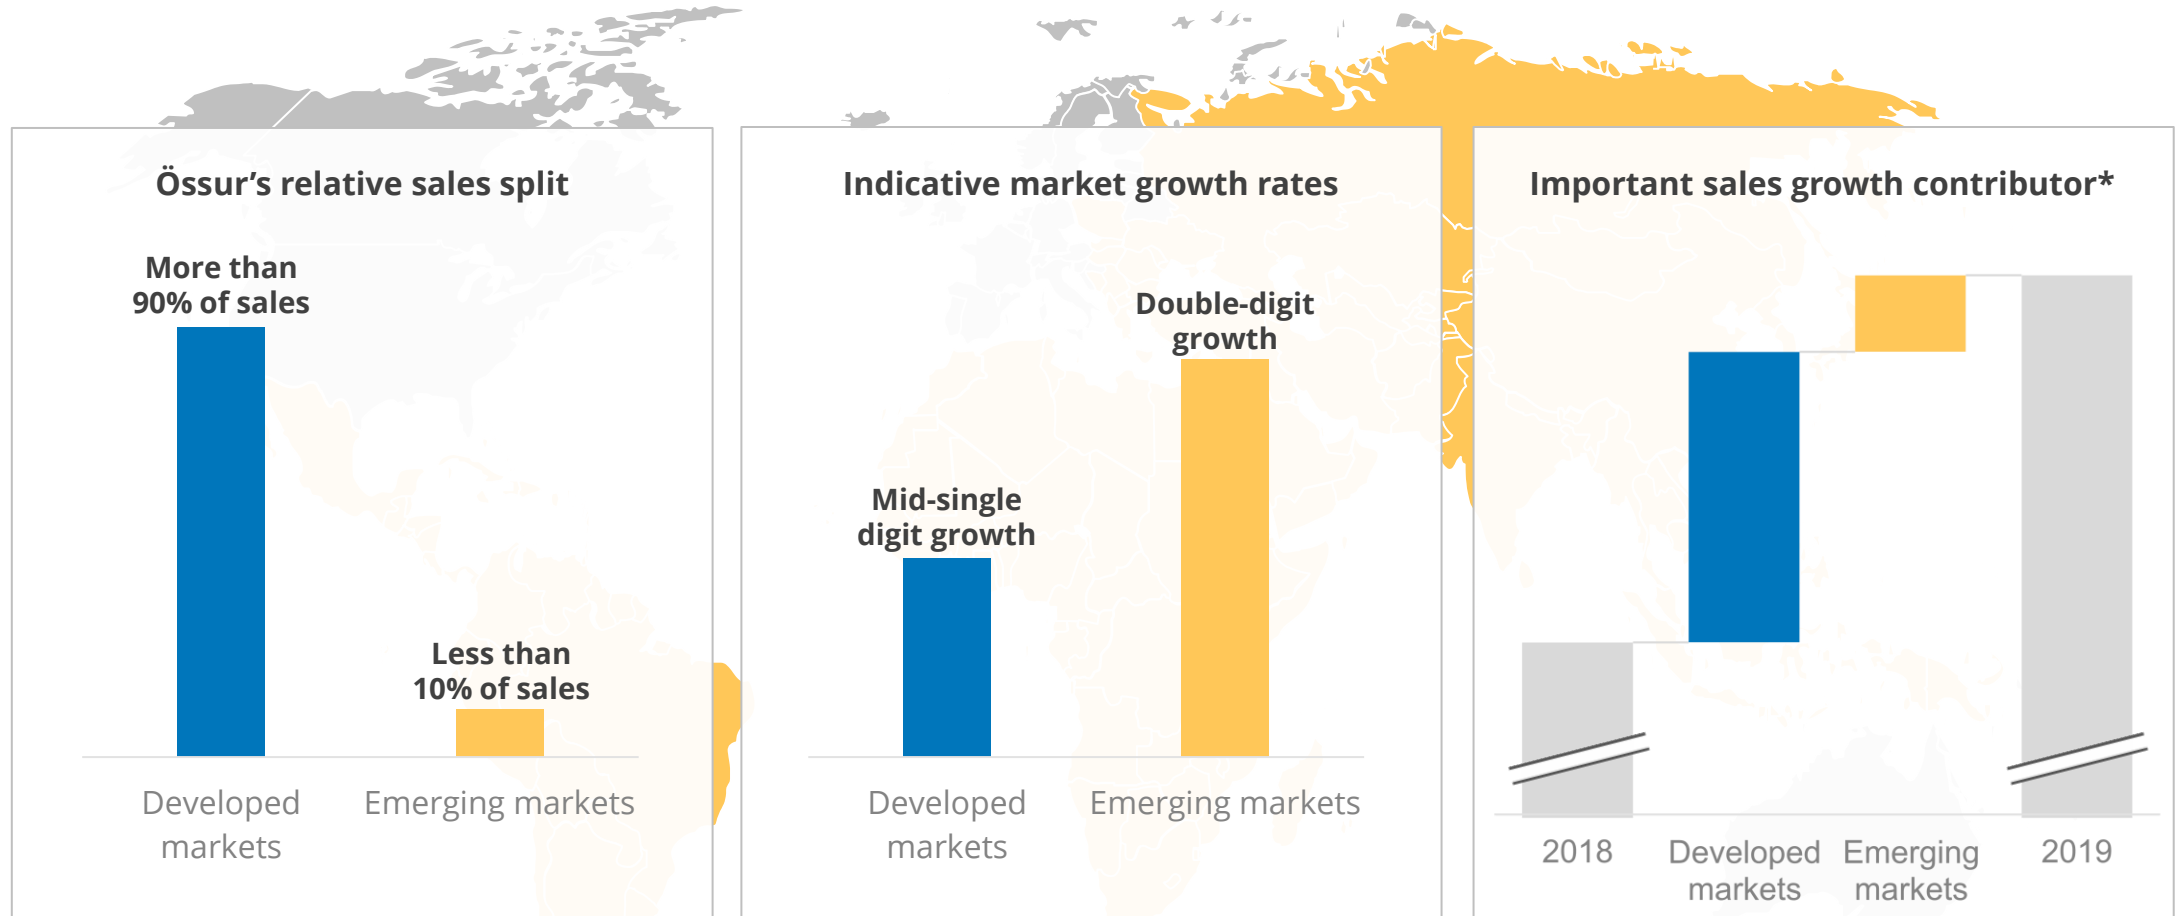 Össur’s relative sales split
More than
90% of sales
Less than
10% of sales
Developed
markets
Emerging markets
Indicative market growth rates
Mid-single
digit growth
Double-digit
growth
Developed
markets
Emerging markets
Important sales growth contributor*
2018
Developed
markets
Emerging
markets
2019